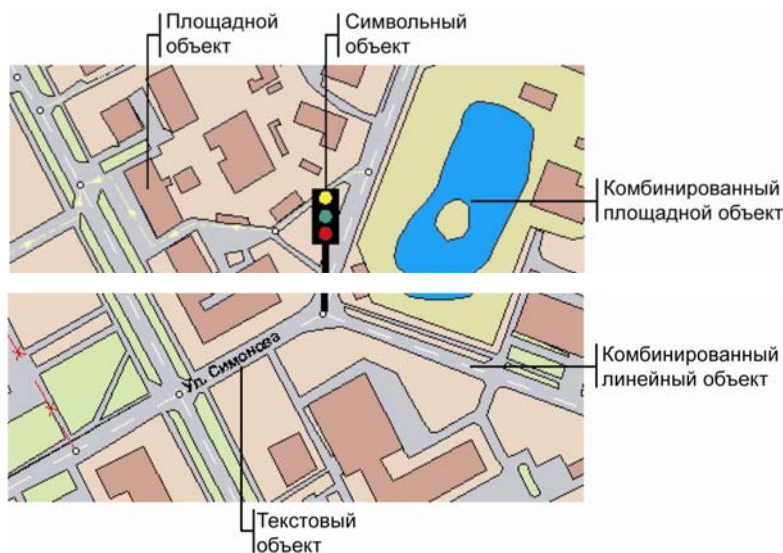 Площадной
объект
Символьный
объект
Комбинированный
площадной объект
Ул. Симонова
Комбинированный
линейный объект
Текстовый
объект